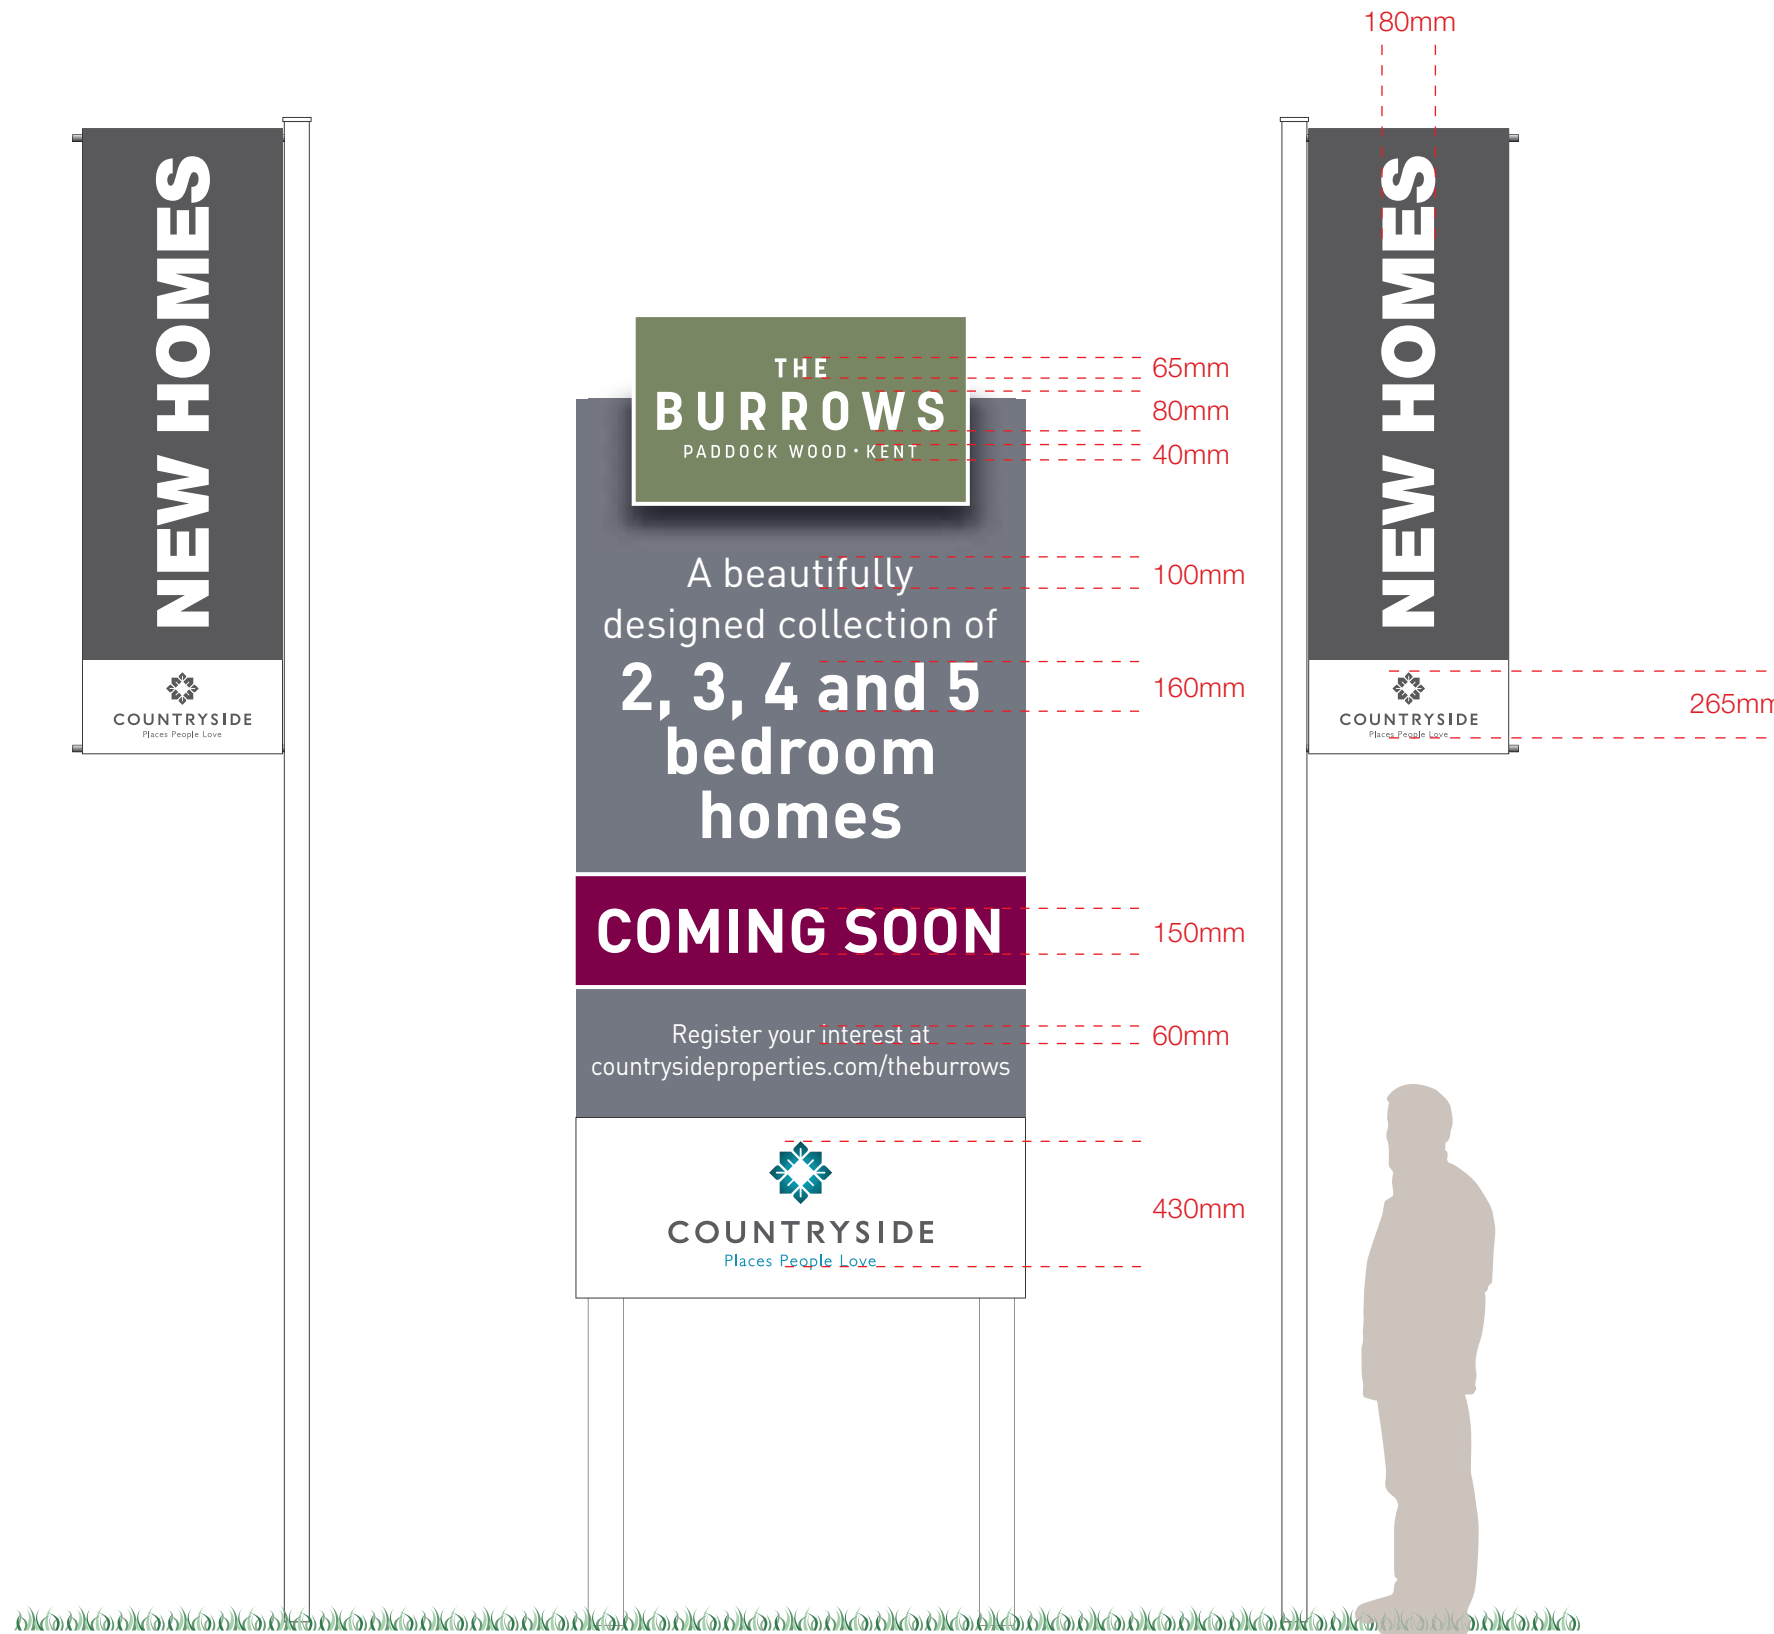 180mm
NEW HOMES
COUNTRYSIDE
Places People Love
THE
BURROWS
PADDOCK WOOD • KENT
A beautifully
designed collection of
2, 3, 4 and 5
bedroom
homes
COMING SOON
Register your interest at
countrysideproperties.com/theburrows
COUNTRYSIDE
Places People Love
65mm
80mm
40mm
100mm
160mm
150mm
60mm
430mm
NEW HOMES
COUNTRYSIDE
Places People Love
265mm